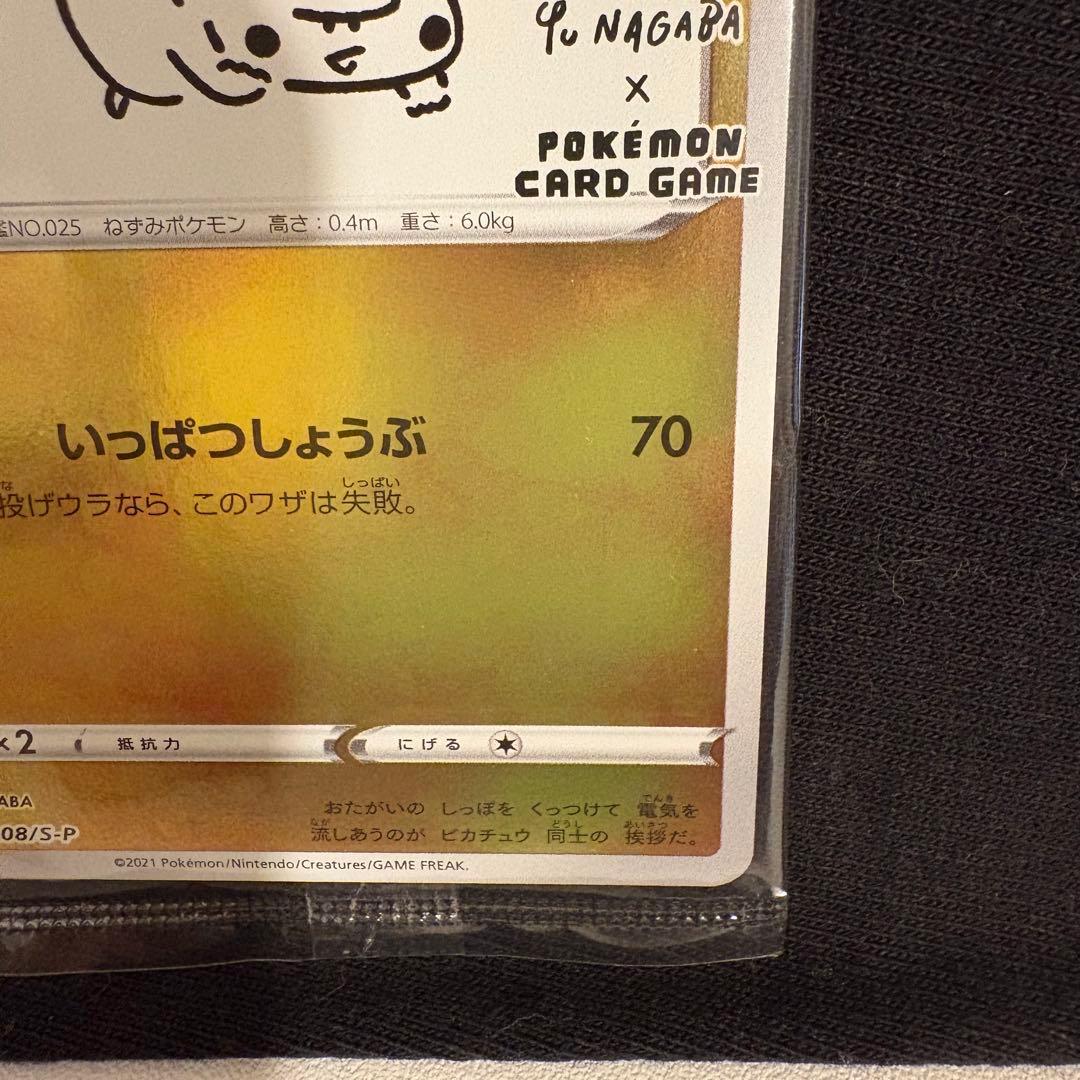 Yu NAGABA
×
POKÉMON
CARD GAME
NO.025 ねずみポケモン 高さ：0.4m 重さ：6.0kg
いっぱつしょうぶ 70
投げウラなら、このワザは失敗。
×2 抵抗力 にげる
ABA
08/S-P
おたがいの しっぽを くっつけて 電気を
流しあうのが ピカチュウ 同士の 挨拶だ。
©2021 Pokémon/Nintendo/Creatures/GAME FREAK.